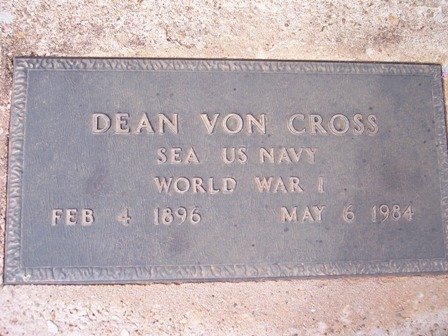 DEAN VON CROSS
SEA US NAVY
WORLD WAR I
FEB 4 1896 MAY 6 1984